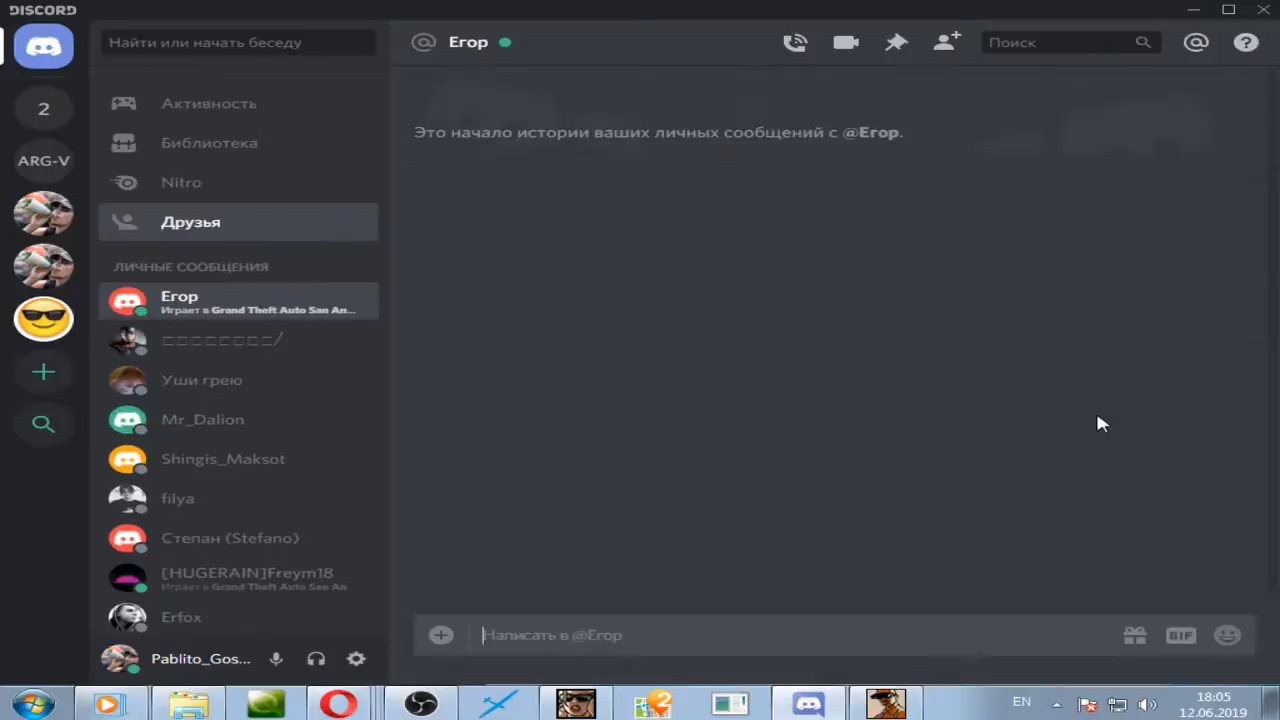 DISCORD
Найти или начать беседу
Егор
Поиск
2
ARG-V
Активность
Библиотека
Nitro
Друзья
ЛИЧНЫЕ СООБЩЕНИЯ
Егор
Играет в Grand Theft Auto San An...
□□□□□□□□/
Уши грею
Mr_Dalion
Shingis_Maksot
filya
Степан (Stefano)
[HUGERAIN]Freym18
Играет в Grand Theft Auto San An
Erfox
Pablito_Gos...
Это начало истории ваших личных сообщений с @Егор.
Написать в @Егор
GIF
2
EN
18:05
12.06.2019